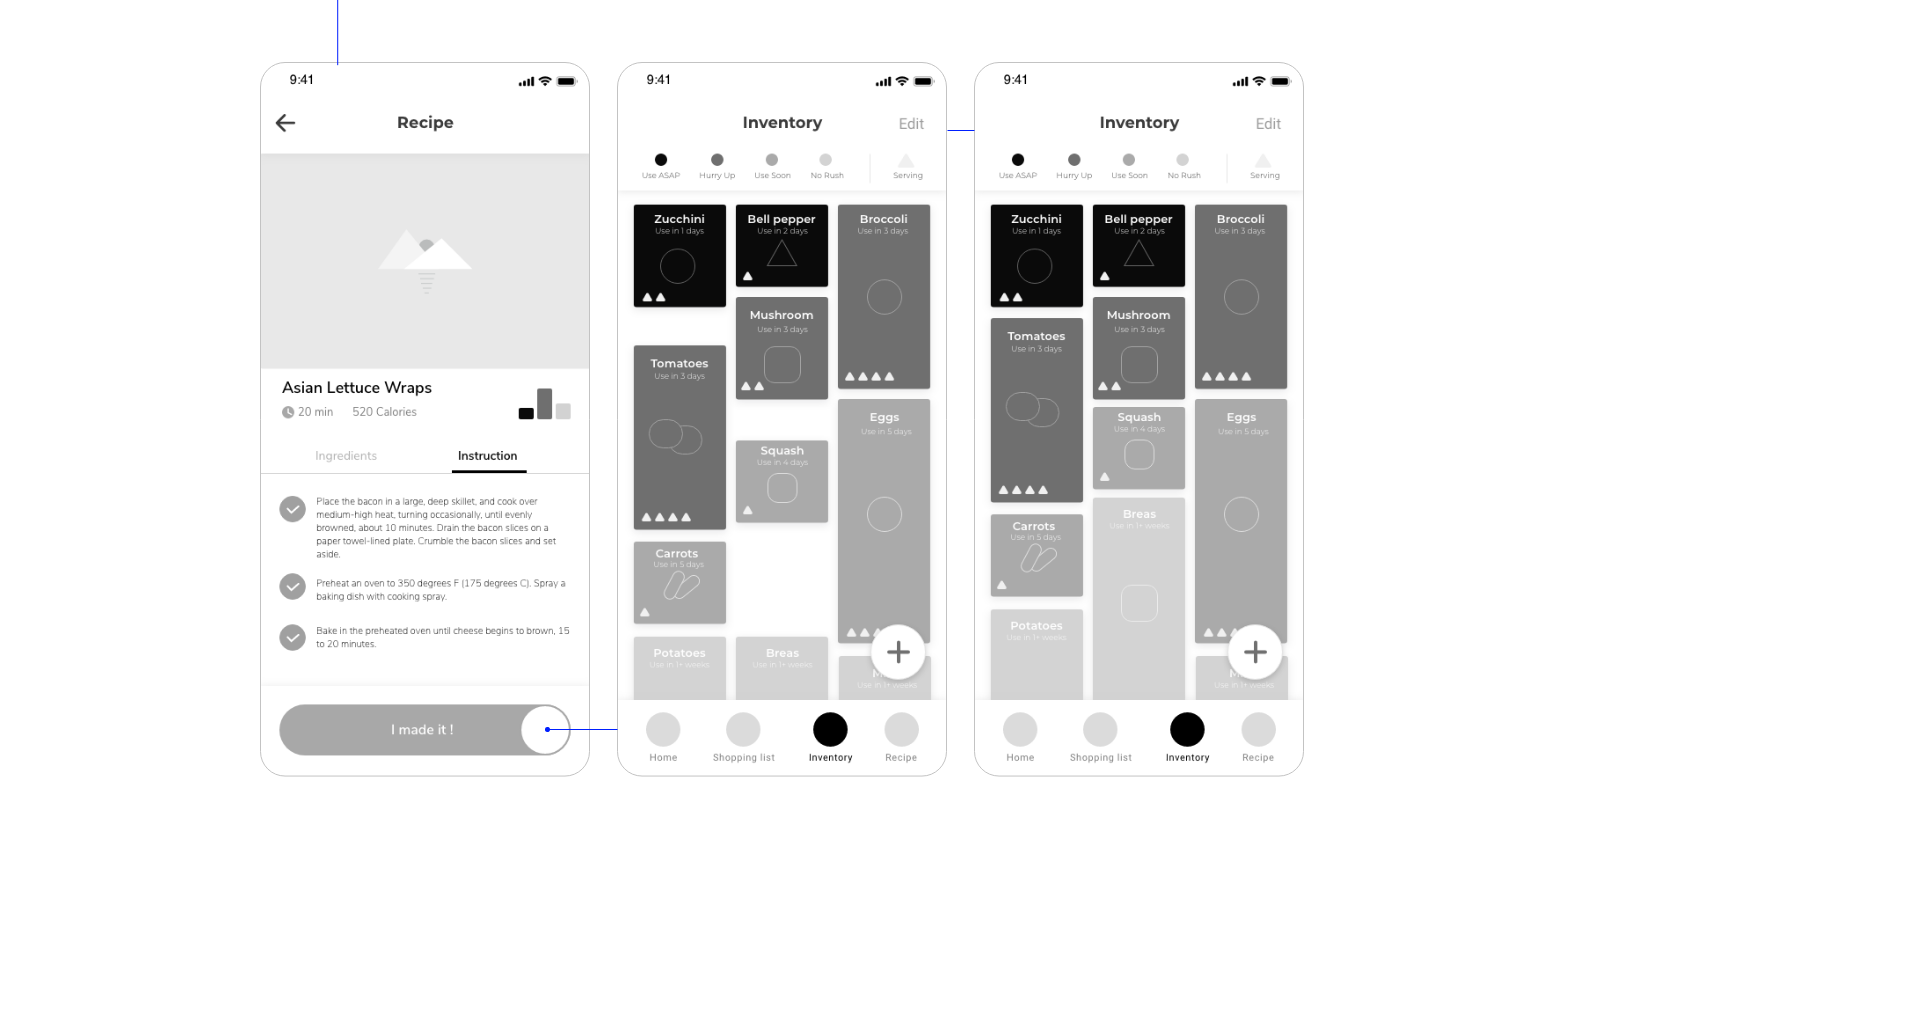 9:41
Recipe
Asian Lettuce Wraps
20 min 520 Calories
Ingredients Instruction
Place the bacon in a large, deep skillet, and cook over
medium-high heat, turning occasionally, until evenly
browned, about 10 minutes. Drain the bacon slices on a
paper towel-lined plate. Crumble the bacon slices and set
aside.
Preheat an oven to 350 degrees F (175 degrees C). Spray a
baking dish with cooking spray.
Bake in the preheated oven until cheese begins to brown, 15
to 20 minutes.
I made it !
9:41
Inventory Edit
Use ASAP Hurry Up Use Soon No Rush Serving
Zucchini
Use in 1 days
Bell pepper
Use in 2 days
Broccoli
Use in 3 days
Mushroom
Use in 3 days
Tomatoes
Use in 3 days
Eggs
Use in 5 days
Squash
Use in 4 days
Carrots
Use in 5 days
Potatoes
Use in 1+ weeks
Breas
Use in 1+ weeks
Use in 1+ weeks
Home Shopping list Inventory Recipe
9:41
Inventory Edit
Use ASAP Hurry Up Use Soon No Rush Serving
Zucchini
Use in 1 days
Bell pepper
Use in 2 days
Broccoli
Use in 3 days
Mushroom
Use in 3 days
Tomatoes
Use in 3 days
Squash
Use in 4 days
Eggs
Use in 5 days
Breas
Use in 1+ weeks
Carrots
Use in 5 days
Potatoes
Use in 1+ weeks
Use in 1+ weeks
Home Shopping list Inventory Recipe